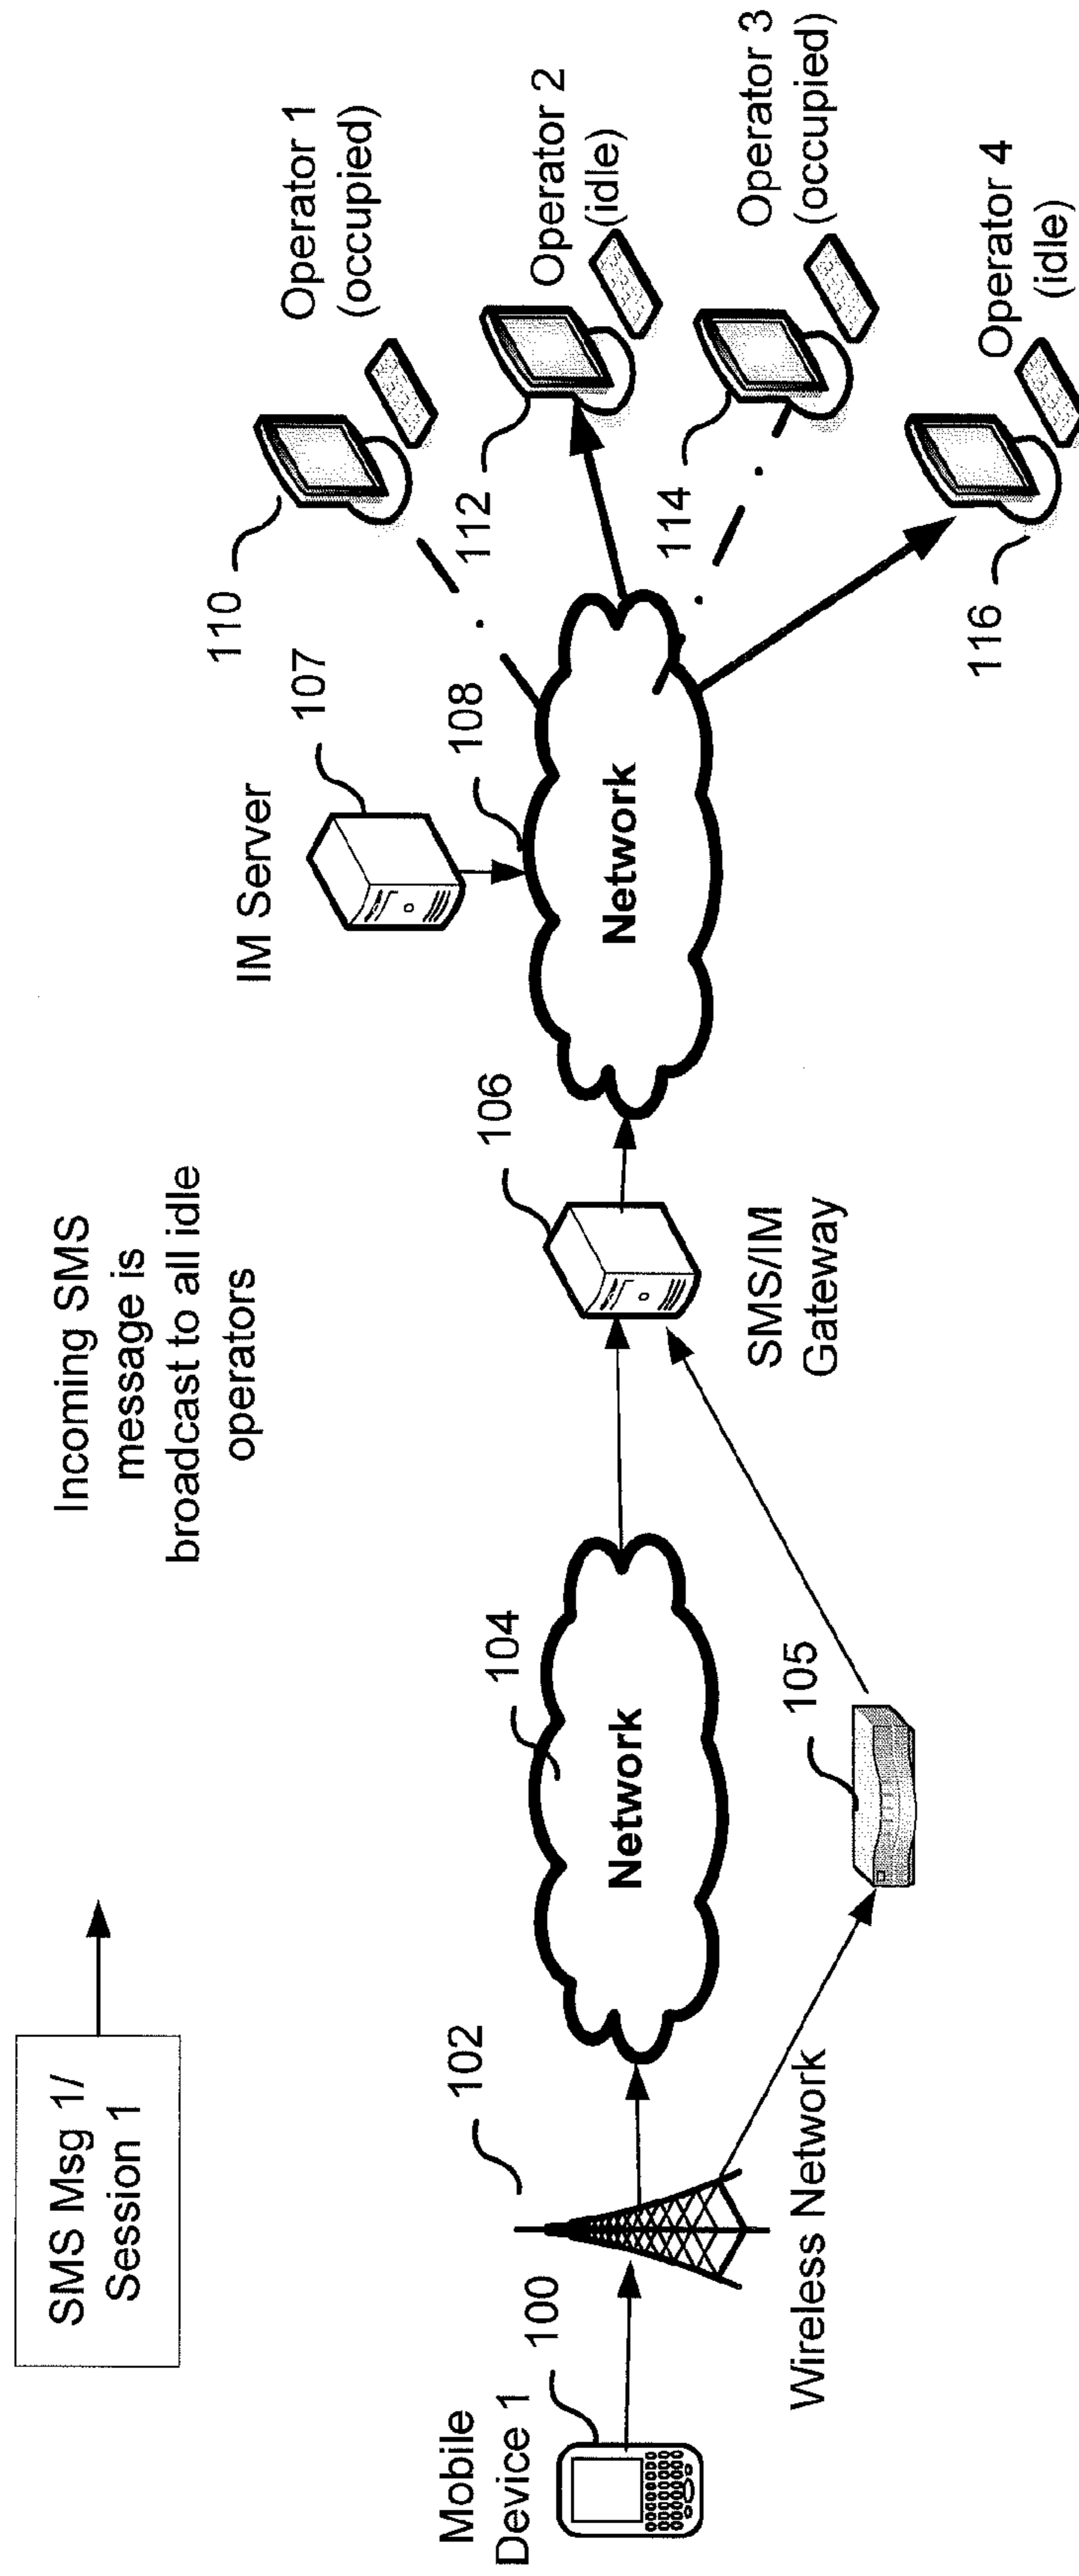 SMS Msg 1/
Session 1
Incoming SMS
message is
broadcast to all idle
operators
Mobile
Device 1
100
102
Wireless Network
Network
104
105
106
SMS/IM
Gateway
IM Server
107
108
Network
110
Operator 1
(occupied)
112
Operator 2
(idle)
114
Operator 3
(occupied)
116
Operator 4
(idle)